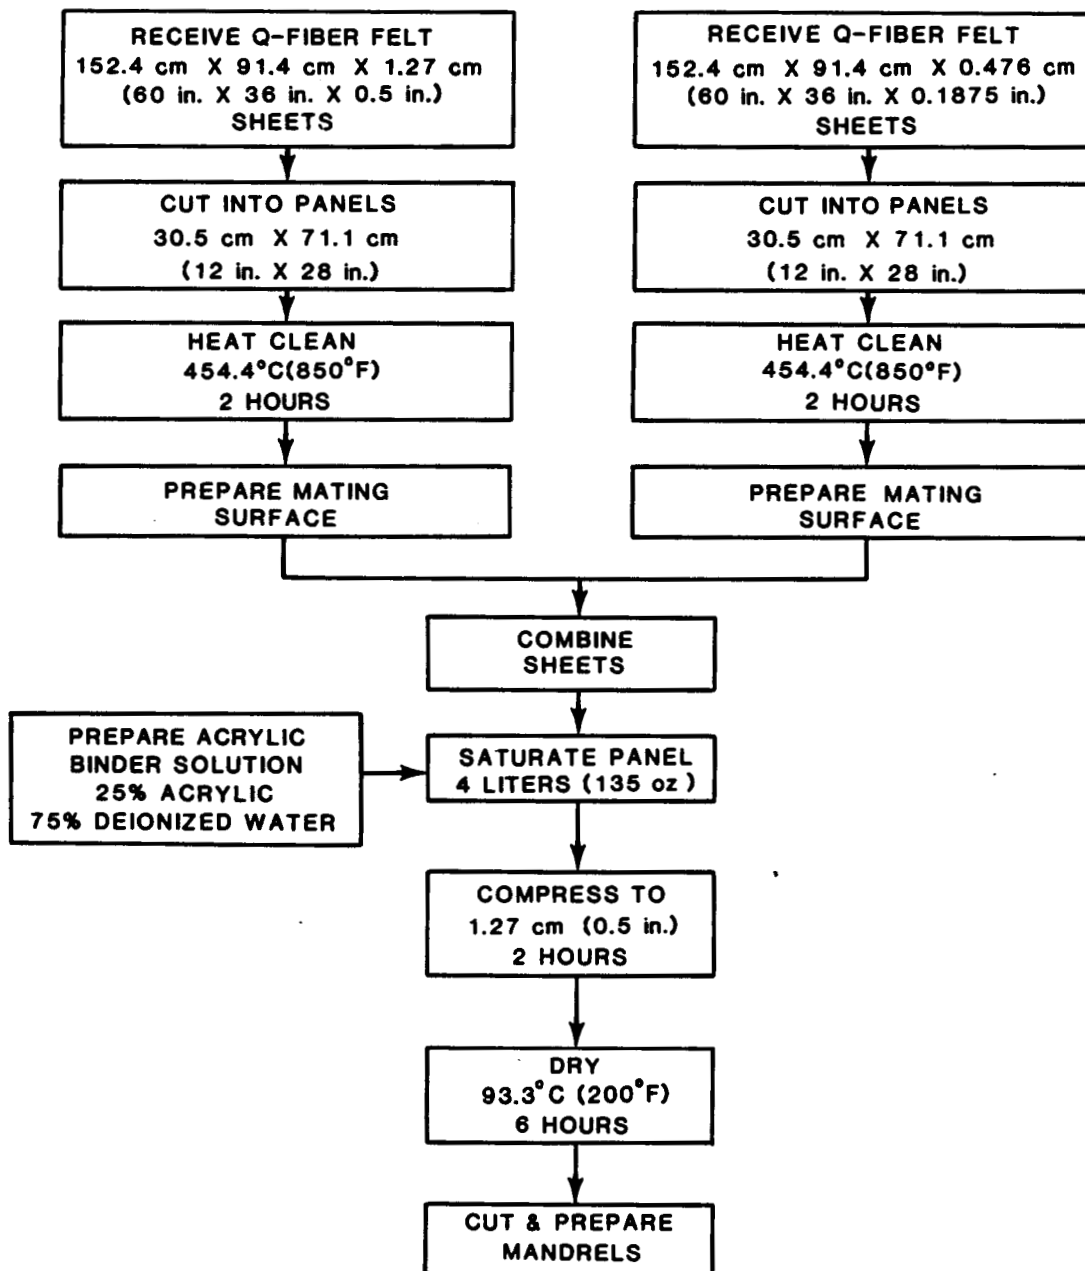 RECEIVE Q-FIBER FELT
152.4 cm X 91.4 cm X 1.27 cm
(60 in. X 36 in. X 0.5 in.)
SHEETS
RECEIVE Q-FIBER FELT
152.4 cm X 91.4 cm X 0.476 cm
(60 in. X 36 in. X 0.1875 in.)
SHEETS
CUT INTO PANELS
30.5 cm X 71.1 cm
(12 in. X 28 in.)
CUT INTO PANELS
30.5 cm X 71.1 cm
(12 in. X 28 in.)
HEAT CLEAN
454.4°C(850°F)
2 HOURS
HEAT CLEAN
454.4°C(850°F)
2 HOURS
PREPARE MATING
SURFACE
PREPARE MATING
SURFACE
COMBINE
SHEETS
PREPARE ACRYLIC
BINDER SOLUTION
25% ACRYLIC
75% DEIONIZED WATER
SATURATE PANEL
4 LITERS (135 oz)
COMPRESS TO
1.27 cm (0.5 in.)
2 HOURS
DRY
93.3°C (200°F)
6 HOURS
CUT & PREPARE
MANDRELS